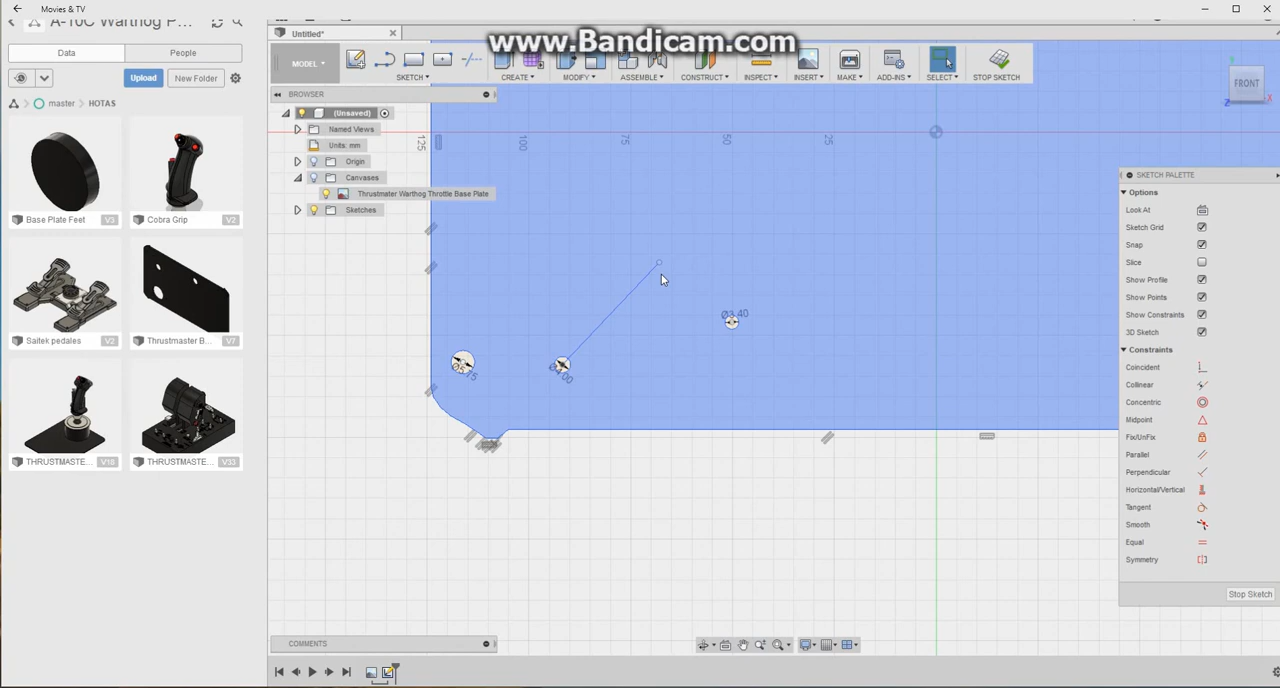 Movies & TV
A-10C Warthog P...
www.Bandicam.com
Data
People
Untitled*
Upload
New Folder
master
HOTAS
MODEL
SKETCH
CREATE
MODIFY
ASSEMBLE
CONSTRUCT
INSPECT
INSERT
MAKE
ADD-INS
SELECT
STOP SKETCH
FRONT
BROWSER
(Unsaved)
Named Views
Units: mm
Origin
Canvases
Thrustmater Warthog Throttle Base Plate
Sketches
125
100
75
50
25
Ø3.40
Base Plate Feet
V3
Cobra Grip
V2
Saitek pedales
V2
Thrustmaster B...
V7
THRUSTMASTE...
V18
THRUSTMASTE...
V33
SKETCH PALETTE
Options
Look At
Sketch Grid
Snap
Slice
Show Profile
Show Points
Show Constraints
3D Sketch
Constraints
Coincident
Collinear
Concentric
Midpoint
Fix/UnFix
Parallel
Perpendicular
Horizontal/Vertical
Tangent
Smooth
Equal
Symmetry
Stop Sketch
COMMENTS